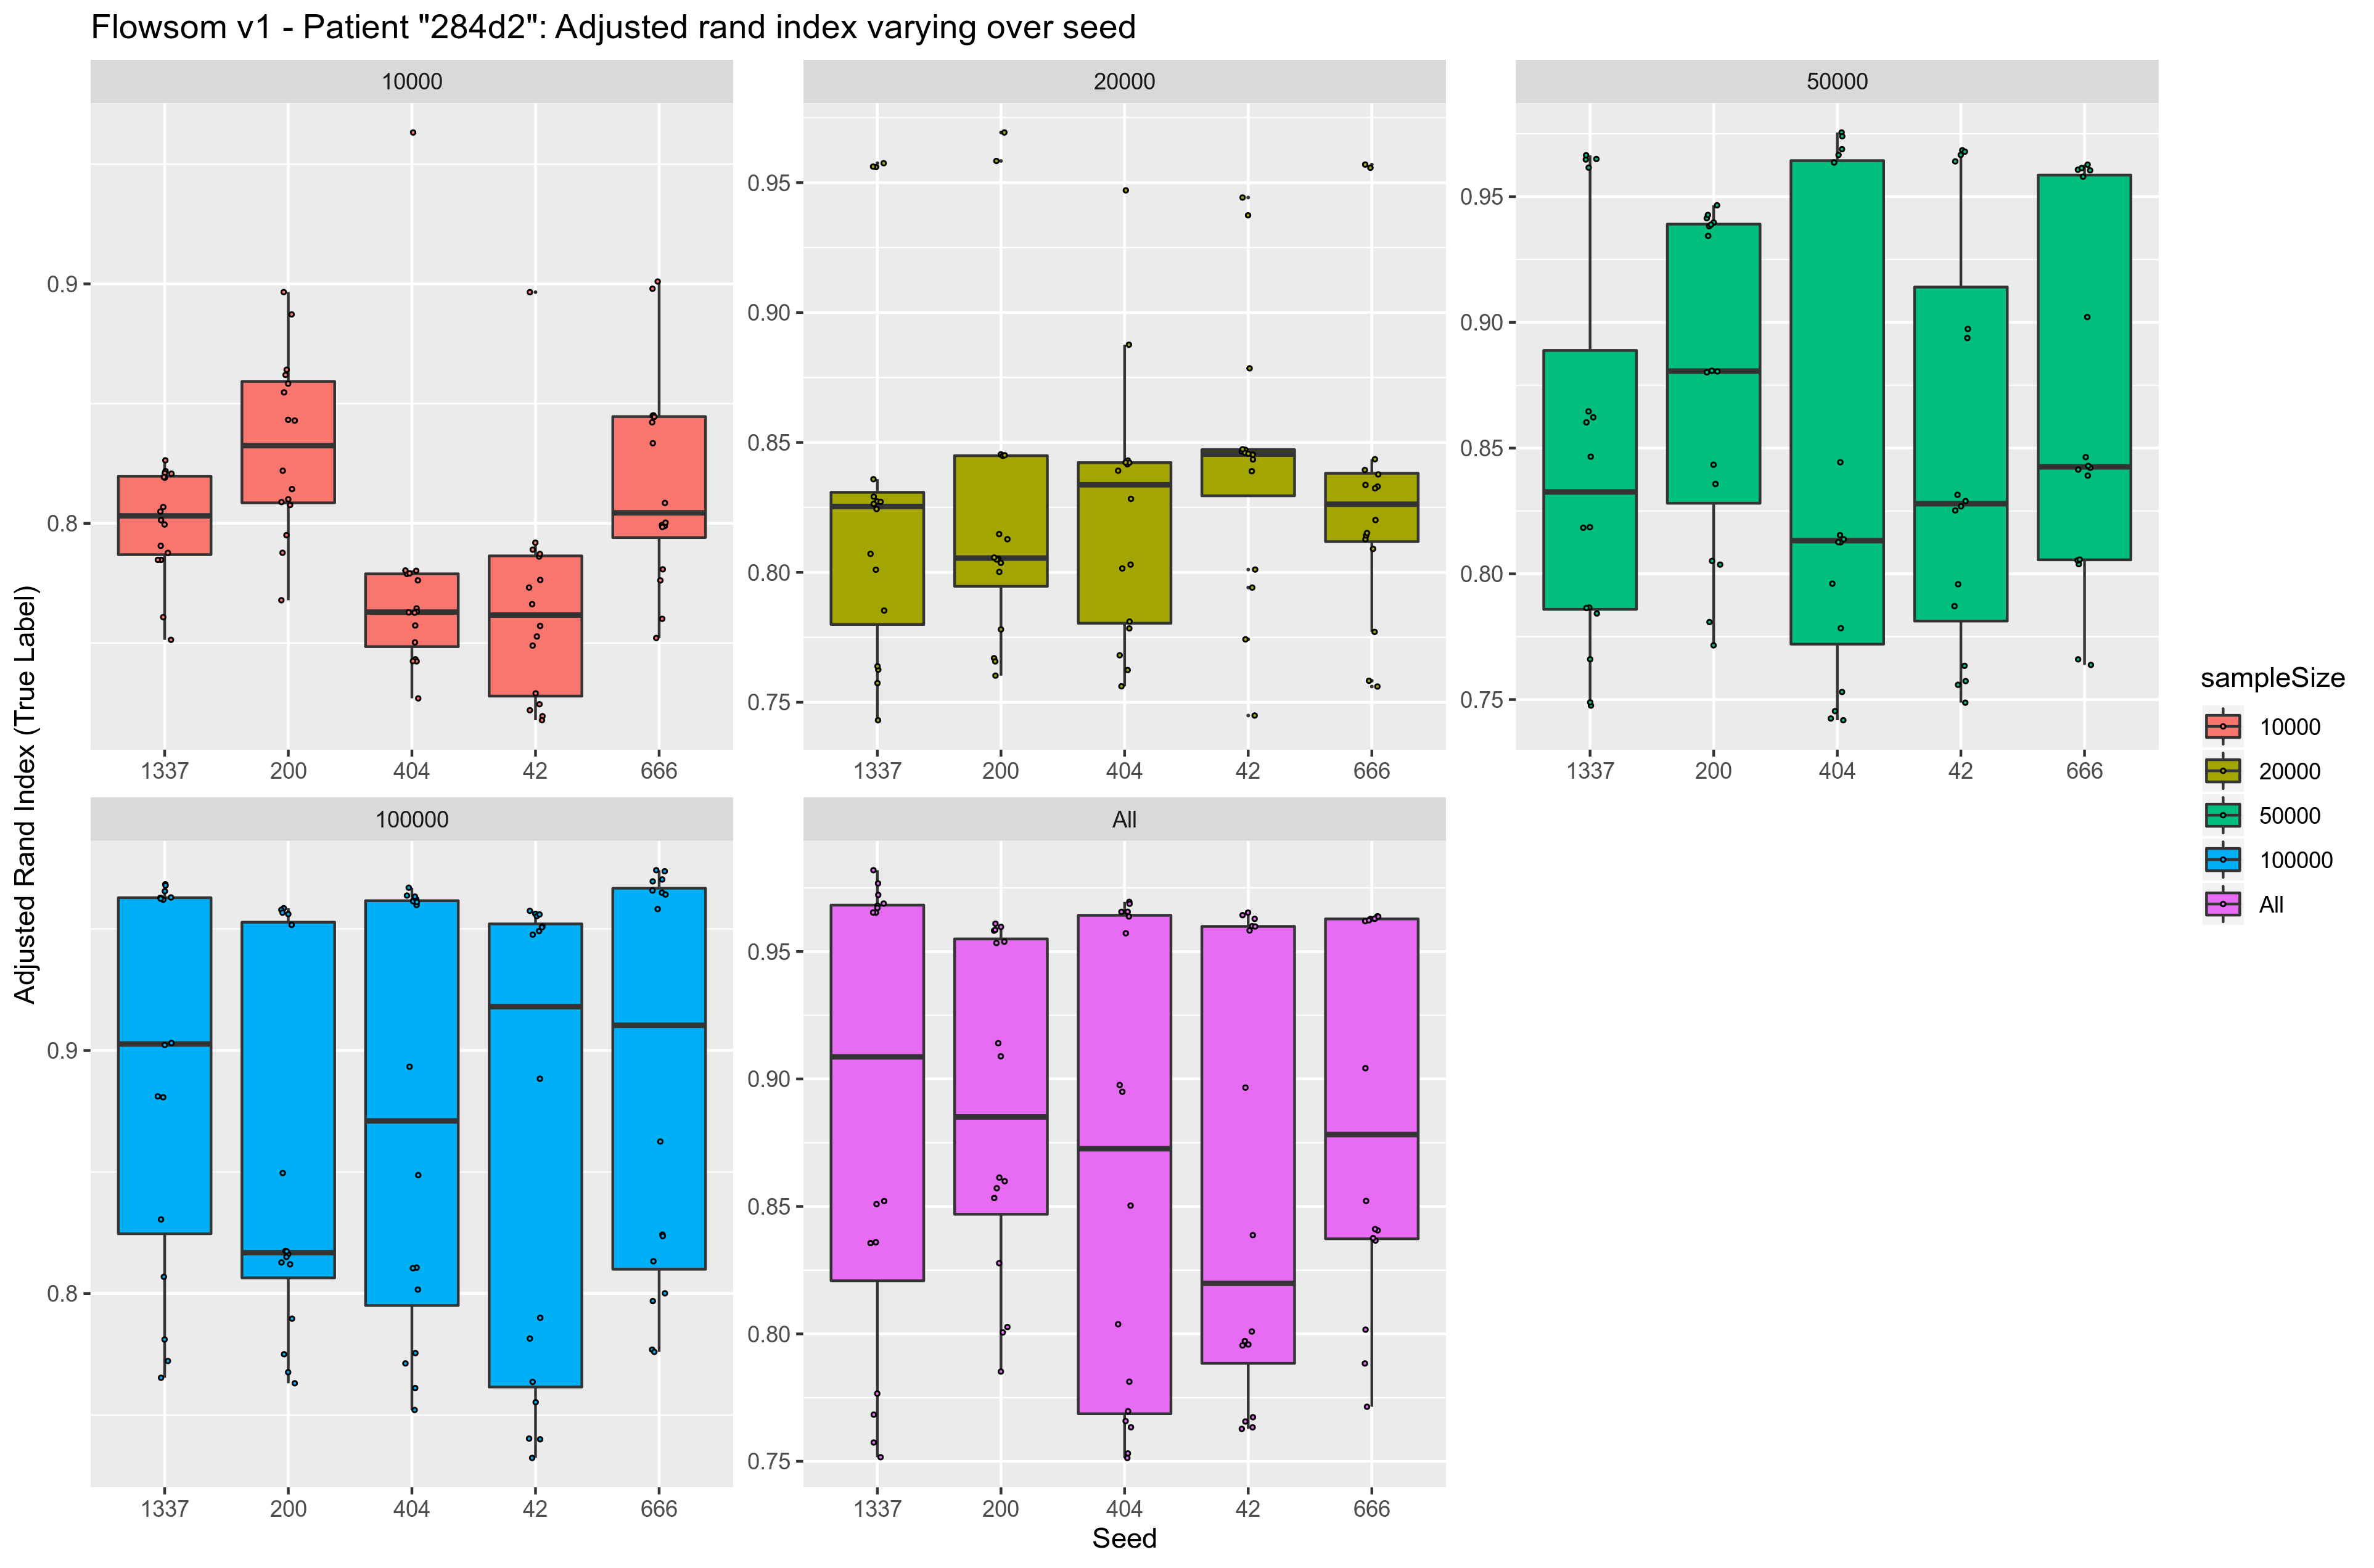 Flowsom v1 - Patient "284d2": Adjusted rand index varying over seed
10000
20000
50000
0.9
0.8
0.95
0.90
0.85
0.80
0.75
0.95
0.90
0.85
0.80
0.75
1337 200 404 42 666
1337 200 404 42 666
1337 200 404 42 666
100000
All
0.9
0.8
0.95
0.90
0.85
0.80
0.75
1337 200 404 42 666
1337 200 404 42 666
Adjusted Rand Index (True Label)
Seed
sampleSize
10000
20000
50000
100000
All